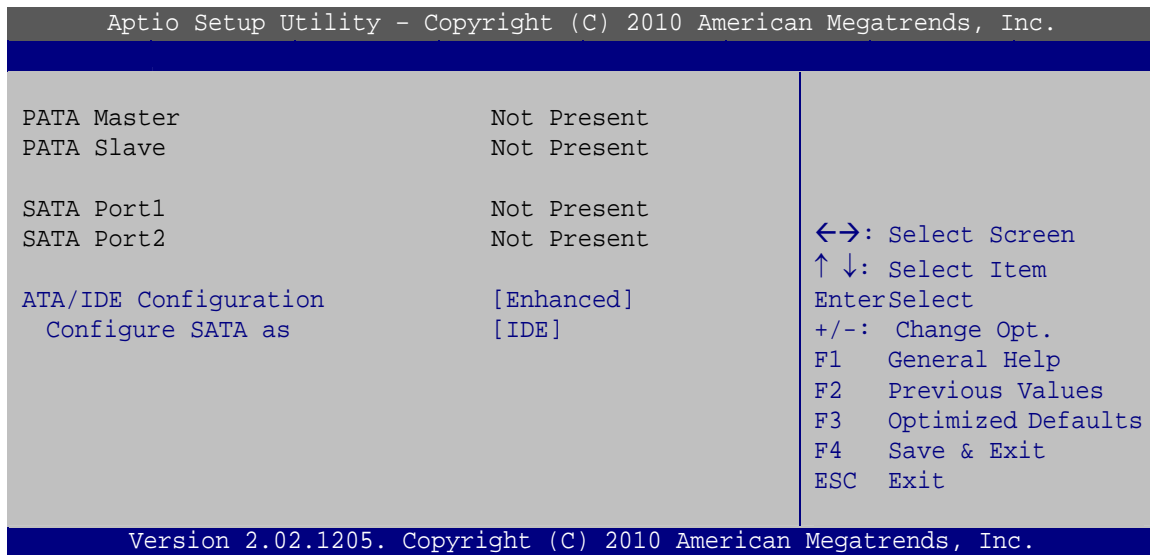 Aptio Setup Utility – Copyright (C) 2010 American Megatrends, Inc.
PATA Master Not Present
PATA Slave Not Present
SATA Port1 Not Present
SATA Port2 Not Present
ATA/IDE Configuration [Enhanced]
Configure SATA as [IDE]
←→: Select Screen
↑ ↓: Select Item
EnterSelect
+/-: Change Opt.
F1 General Help
F2 Previous Values
F3 Optimized Defaults
F4 Save & Exit
ESC Exit
Version 2.02.1205. Copyright (C) 2010 American Megatrends, Inc.